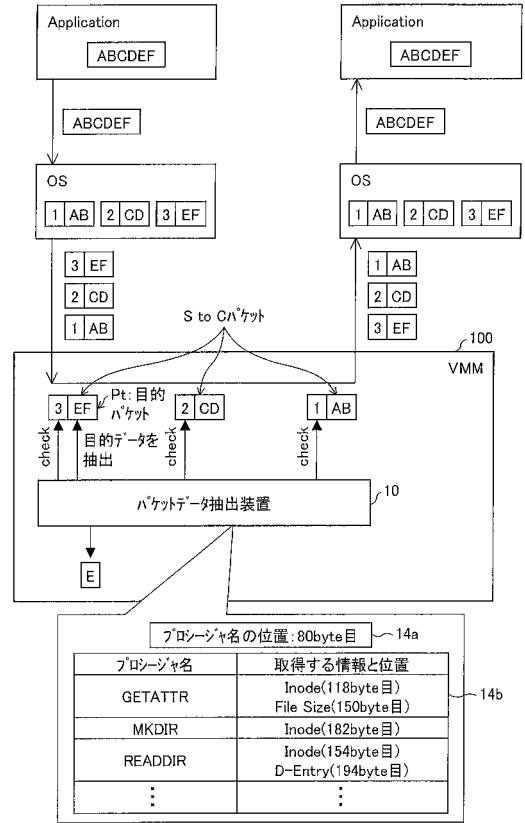 Application
ABCDEF
ABCDEF
OS
1 AB 2 CD 3 EF
3 EF
2 CD
1 AB
Application
ABCDEF
ABCDEF
OS
1 AB 2 CD 3 EF
1 AB
2 CD
3 EF
S to Cパケット
100
VMM
3 EF
Pt:目的
パケット
2 CD
1 AB
check
目的データを
抽出
check
check
パケットデータ抽出装置
10
E
プロシージャ名の位置:80byte目
14a
プロシージャ名 取得する情報と位置
GETATTR Inode(118byte目)
File Size(150byte目)
MKDIR Inode(182byte目)
READDIR Inode(154byte目)
D-Entry(194byte目)
⋮ ⋮
14b